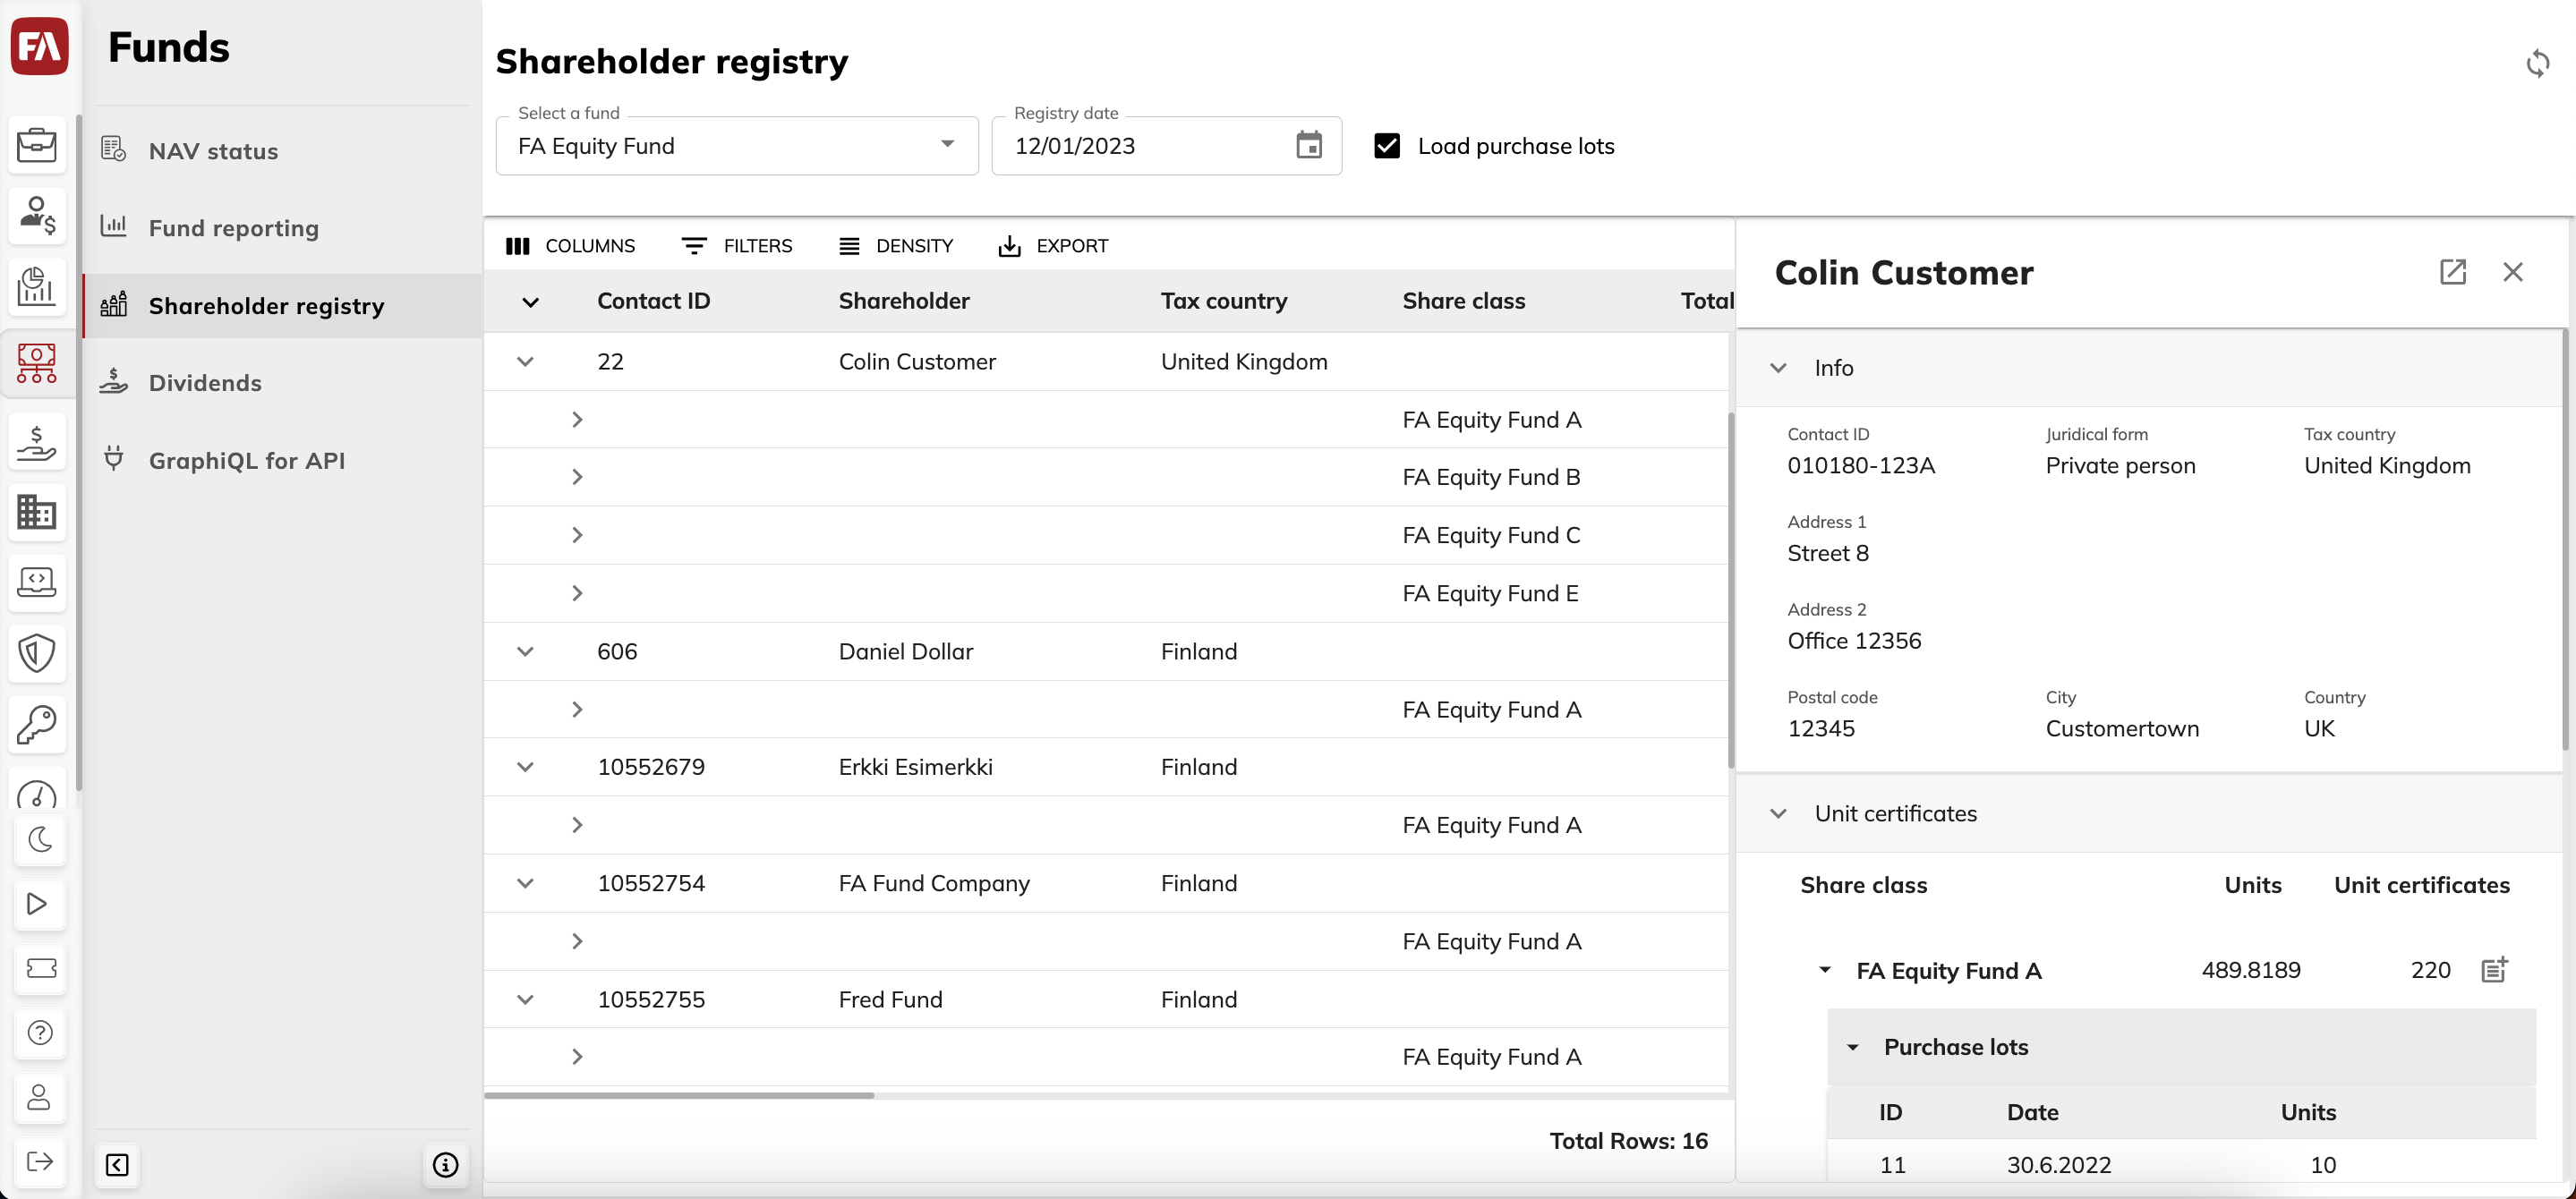 FA
Funds
NAV status
Fund reporting
Shareholder registry
Dividends
GraphiQL for API
Shareholder registry
Select a fund
FA Equity Fund
Registry date
12/01/2023
Load purchase lots
COLUMNS FILTERS DENSITY EXPORT
Contact ID Shareholder Tax country Share class Total
22 Colin Customer United Kingdom
FA Equity Fund A
FA Equity Fund B
FA Equity Fund C
FA Equity Fund E
606 Daniel Dollar Finland
FA Equity Fund A
10552679 Erkki Esimerkki Finland
FA Equity Fund A
10552754 FA Fund Company Finland
FA Equity Fund A
10552755 Fred Fund Finland
FA Equity Fund A
Total Rows: 16
Colin Customer
Info
Contact ID Juridical form Tax country
010180-123A Private person United Kingdom
Address 1
Street 8
Address 2
Office 12356
Postal code City Country
12345 Customertown UK
Unit certificates
Share class Units Unit certificates
FA Equity Fund A 489.8189 220
Purchase lots
ID Date Units
11 30.6.2022 10